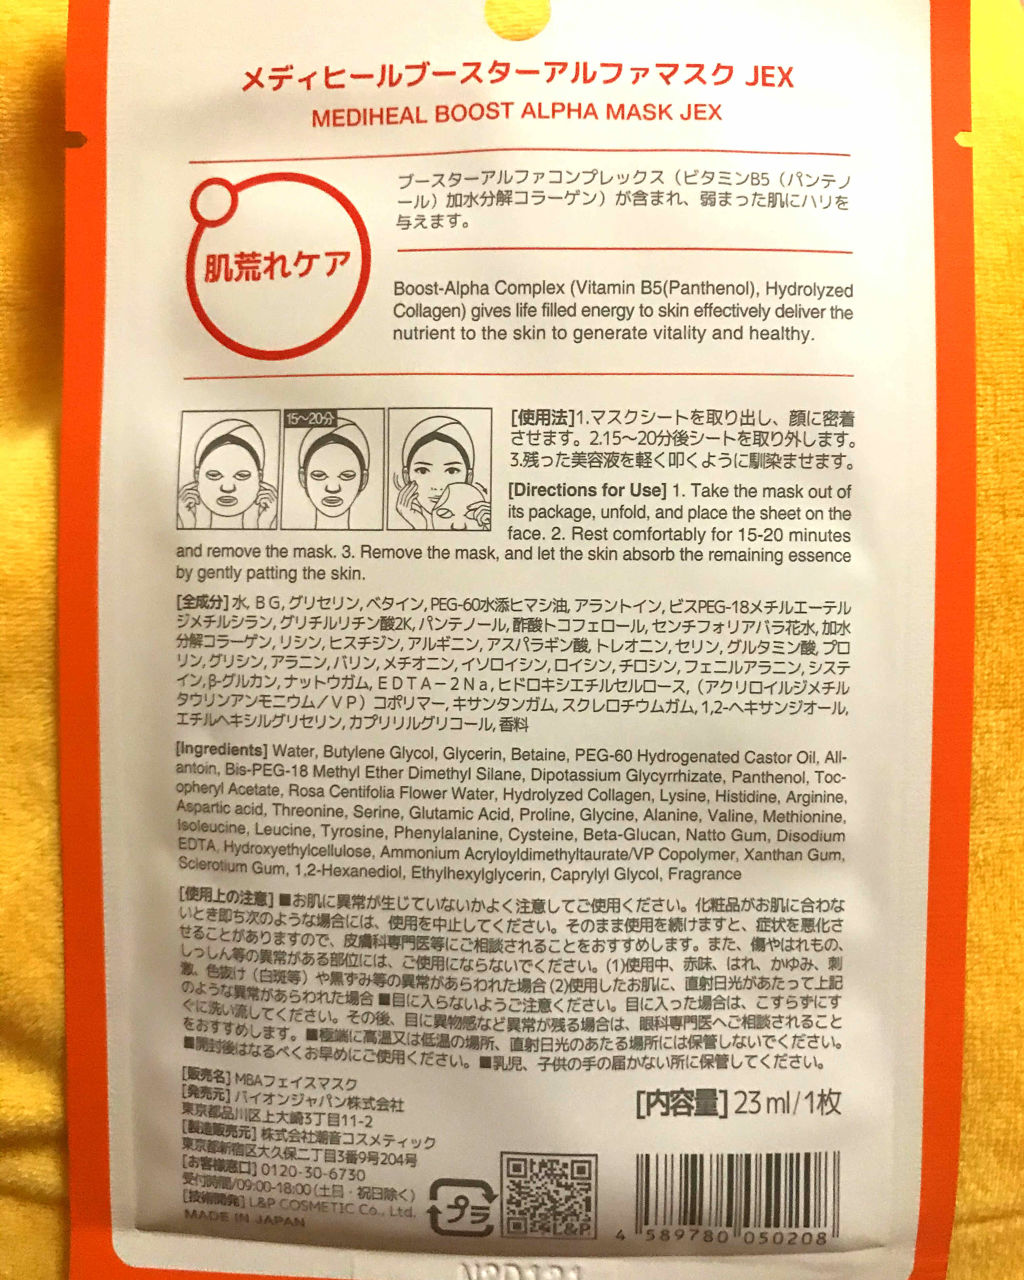 メディヒールブースターアルファマスク JEX
MEDIHEAL BOOST ALPHA MASK JEX
肌荒れケア
ブースターアルファコンプレックス（ビタミンB5（パンテノ
ール）加水分解コラーゲン）が含まれ、弱まった肌にハリを
与えます。
Boost-Alpha Complex (Vitamin B5(Panthenol), Hydrolyzed
Collagen) gives life filled energy to skin effectively deliver the
nutrient to the skin to generate vitality and healthy.
15〜20分
[使用法]1.マスクシートを取り出し、顔に密着
させます。2.15〜20分後シートを取り外します。
3.残った美容液を軽く叩くように馴染ませます。
[Directions for Use] 1. Take the mask out of
its package, unfold, and place the sheet on the
face. 2. Rest comfortably for 15-20 minutes
and remove the mask. 3. Remove the mask, and let the skin absorb the remaining essence
by gently patting the skin.
[全成分] 水, BG, グリセリン, ベタイン, PEG-60水添ヒマシ油, アラントイン, ビスPEG-18メチルエーテル
ジメチルシラン, グリチルリチン酸2K, パンテノール, 酢酸トコフェロール, センチフォリアバラ花水, 加水
分解コラーゲン, リシン, ヒスチジン, アルギニン, アスパラギン酸, トレオニン, セリン, グルタミン酸, プロ
リン, グリシン, アラニン, バリン, メチオニン, イソロイシン, ロイシン, チロシン, フェニルアラニン, システ
イン, β-グルカン, ナットウガム, EDTA－2Na, ヒドロキシエチルセルロース, （アクリロイルジメチル
タウリンアンモニウム／VP）コポリマー, キサンタンガム, スクレロチウムガム, 1,2-ヘキサンジオール,
エチルヘキシルグリセリン, カプリリルグリコール, 香料
[Ingredients] Water, Butylene Glycol, Glycerin, Betaine, PEG-60 Hydrogenated Castor Oil, All-
antoin, Bis-PEG-18 Methyl Ether Dimethyl Silane, Dipotassium Glycyrrhizate, Panthenol, Toc-
opheryl Acetate, Rosa Centifolia Flower Water, Hydrolyzed Collagen, Lysine, Histidine, Arginine,
Aspartic acid, Threonine, Serine, Glutamic Acid, Proline, Glycine, Alanine, Valine, Methionine,
Isoleucine, Leucine, Tyrosine, Phenylalanine, Cysteine, Beta-Glucan, Natto Gum, Disodium
EDTA, Hydroxyethylcellulose, Ammonium Acryloyldimethyltaurate/VP Copolymer, Xanthan Gum,
Sclerotium Gum, 1,2-Hexanediol, Ethylhexylglycerin, Caprylyl Glycol, Fragrance
[使用上の注意] ■お肌に異常が生じていないかよく注意してご使用ください。化粧品がお肌に合わな
いとき即ち次のような場合には、使用を中止してください。そのまま使用を続けますと、症状を悪化さ
せることがありますので、皮膚科専門医等にご相談されることをおすすめします。また、傷やはれもの、
しっしん等の異常がある部位には、ご使用にならないでください。(1)使用中、赤味、はれ、かゆみ、刺
激、色抜け（白斑等）や黒ずみ等の異常があらわれた場合 (2)使用したお肌に、直射日光があたって上記
のような異常があらわれた場合 ■目に入らないようご注意ください。目に入った場合は、こすらずにす
ぐに洗い流してください。その後、目に異物感など異常が残る場合は、眼科専門医へご相談されること
をおすすめします。■極端に高温又は低温の場所、直射日光のあたる場所には保管しないでください。
■開封後はなるべくお早めにご使用ください。■乳児、子供の手の届かない所に保管してください。
[販売名] MBAフェイスマスク
[発売元] バイオンジャパン株式会社
東京都品川区上大崎3丁目11-2
[製造販売元] 株式会社潮音コスメティック
東京都新宿区大久保二丁目3番9号204号
[お客様窓口] 0120-30-6730
受付時間/09:00-18:00(土日・祝日除く)
[技術開発] L&P COSMETIC Co., Ltd.
MADE IN JAPAN
[内容量] 23ml/1枚
プラ
L&P
4 589780 050208